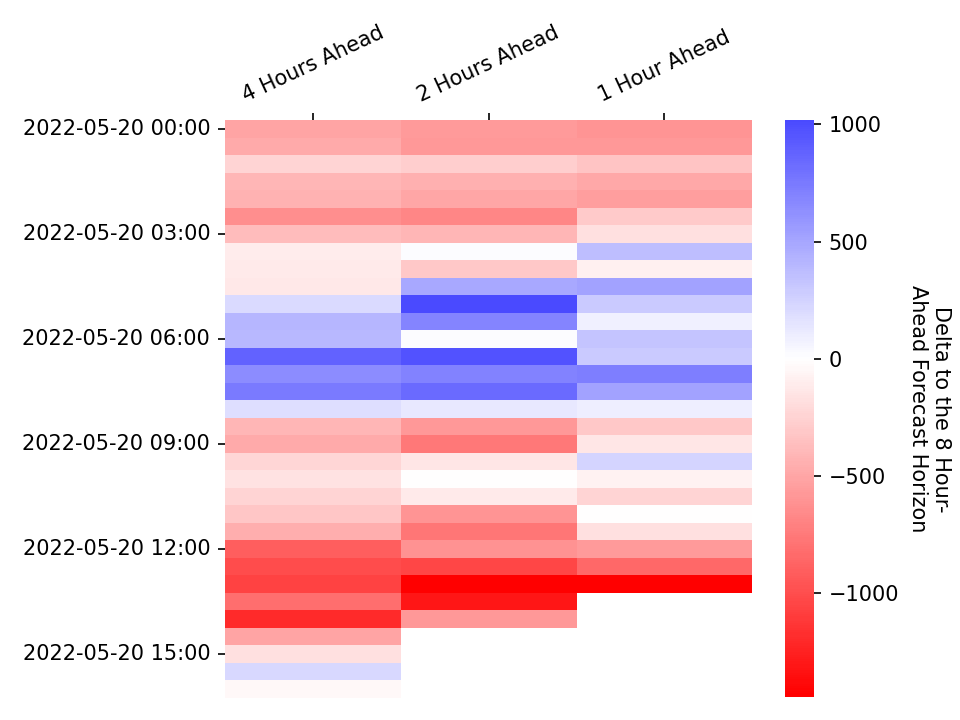 4 Hours Ahead
2 Hours Ahead
1 Hour Ahead
2022-05-20 00:00
2022-05-20 03:00
2022-05-20 06:00
2022-05-20 09:00
2022-05-20 12:00
2022-05-20 15:00
1000
500
0
−500
−1000
Delta to the 8 Hour-
Ahead Forecast Horizon